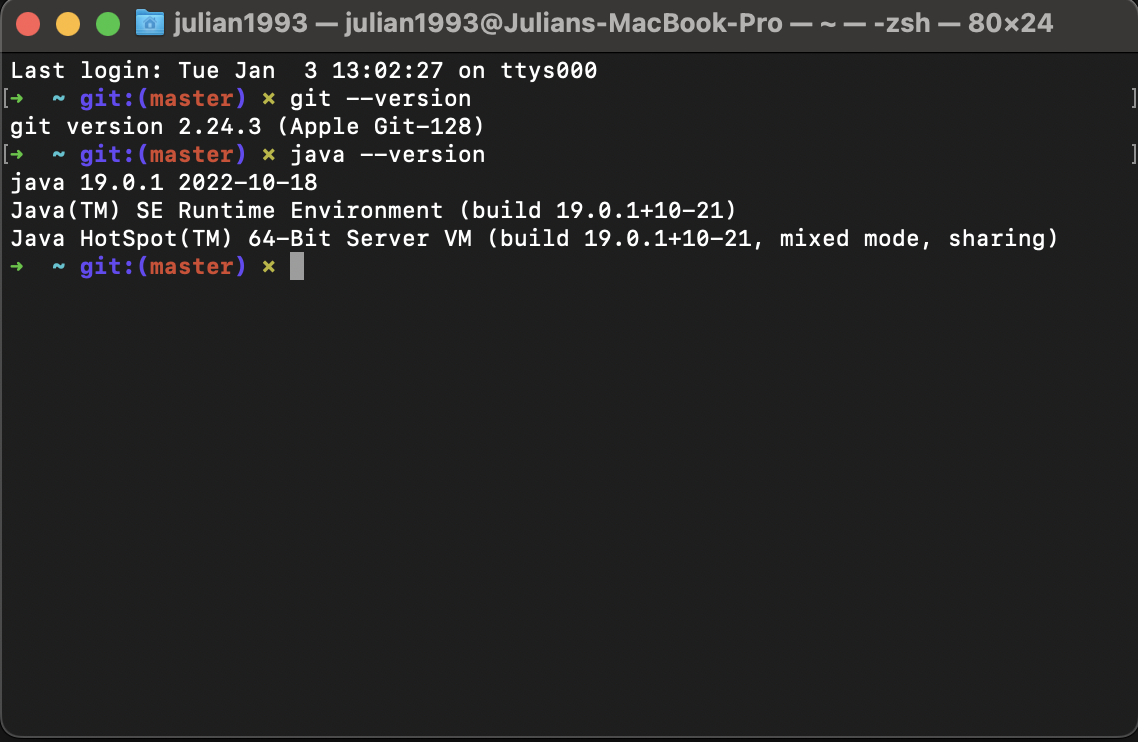 julian1993 — julian1993@Julians-MacBook-Pro — ~ — -zsh — 80×24
Last login: Tue Jan  3 13:02:27 on ttys000
[➜  ~ git:(master) ✗ git --version ]
git version 2.24.3 (Apple Git-128)
[➜  ~ git:(master) ✗ java --version ]
java 19.0.1 2022-10-18
Java(TM) SE Runtime Environment (build 19.0.1+10-21)
Java HotSpot(TM) 64-Bit Server VM (build 19.0.1+10-21, mixed mode, sharing)
➜  ~ git:(master) ✗